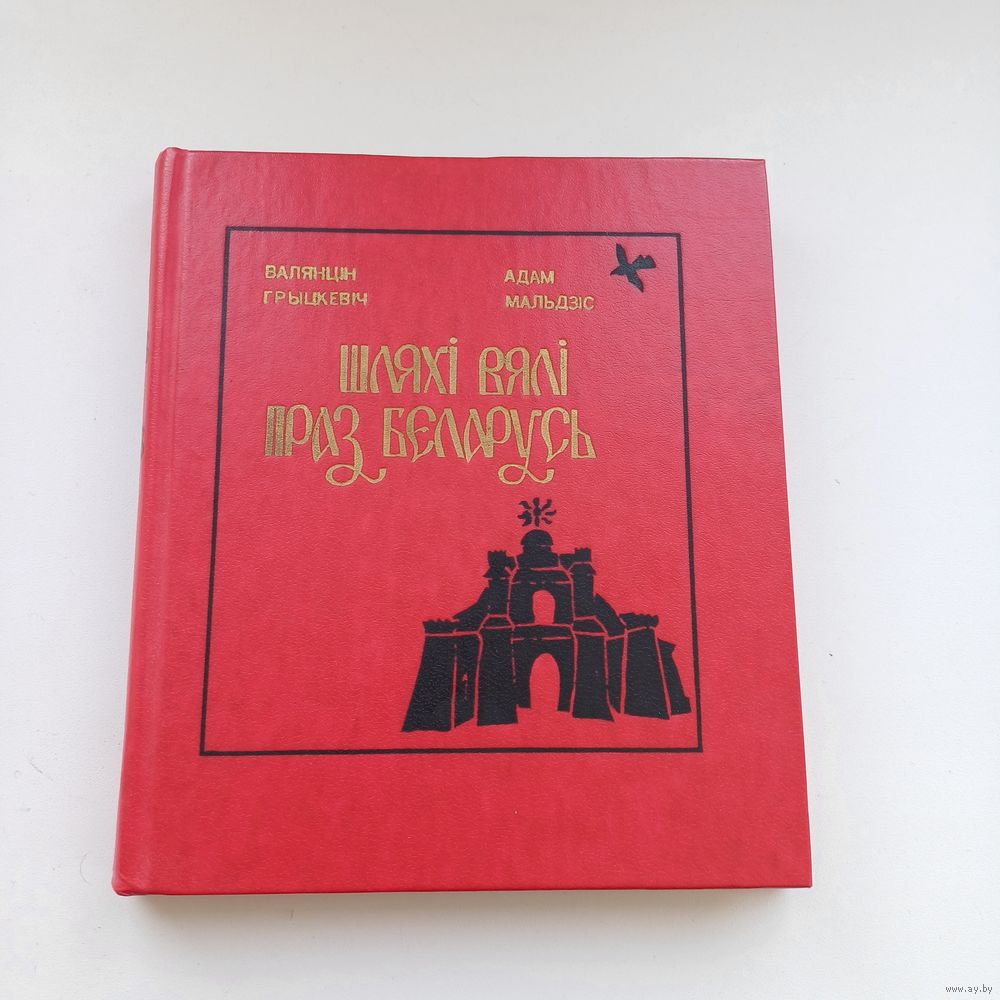 ВАЛЯНЦІН
ГРЫЦКЕВІЧ
АДАМ
МАЛЬДЗІС
ШЛЯХІ ВЯЛІ
ПРАЗ БЕЛАРУСЬ
www.ay.by